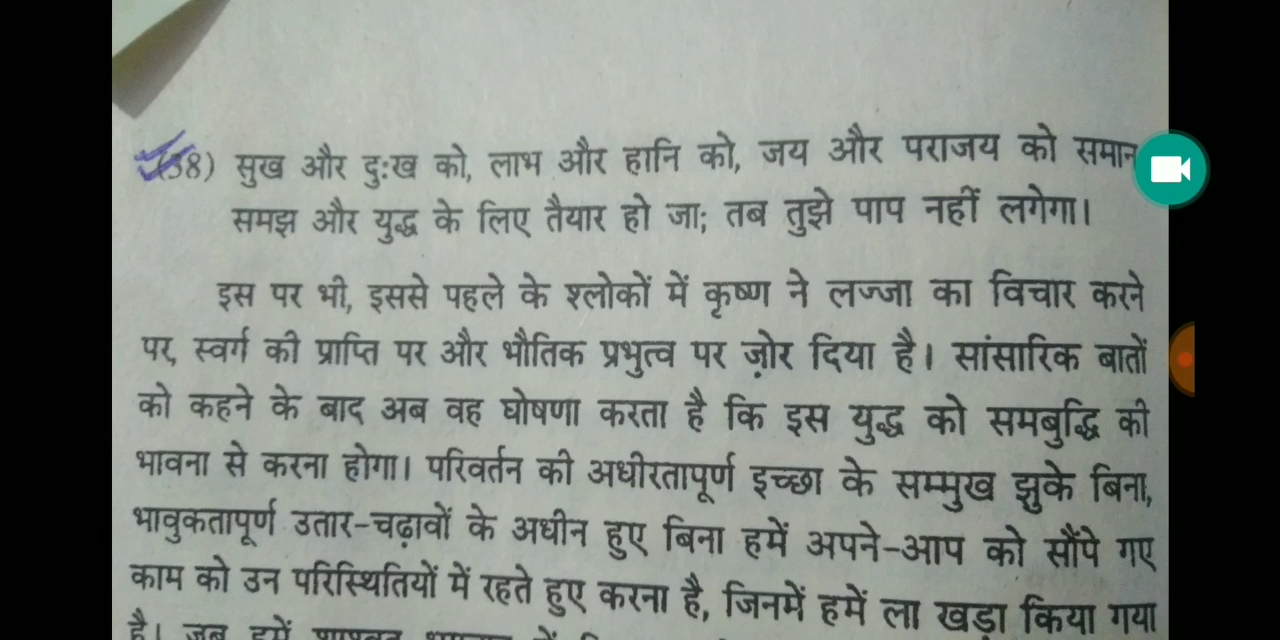 (38) सुख और दुःख को, लाभ और हानि को, जय और पराजय को समान
समझ और युद्ध के लिए तैयार हो जा; तब तुझे पाप नहीं लगेगा।
इस पर भी, इससे पहले के श्लोकों में कृष्ण ने लज्जा का विचार करने
पर, स्वर्ग की प्राप्ति पर और भौतिक प्रभुत्व पर ज़ोर दिया है। सांसारिक बातों
को कहने के बाद अब वह घोषणा करता है कि इस युद्ध को समबुद्धि की
भावना से करना होगा। परिवर्तन की अधीरतापूर्ण इच्छा के सम्मुख झुके बिना,
भावुकतापूर्ण उतार-चढ़ावों के अधीन हुए बिना हमें अपने-आप को सौंपे गए
काम को उन परिस्थितियों में रहते हुए करना है, जिनमें हमें ला खड़ा किया गया
है। जब हमें